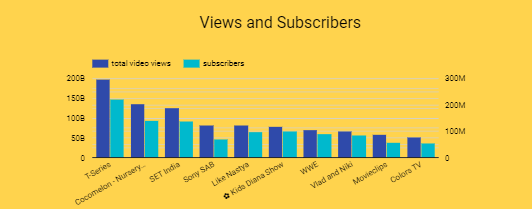 Views and Subscribers
total video views subscribers
200B
150B
100B
50B
0
300M
200M
100M
0
T-Series
Cocomelon - Nursery...
SET India
Sony SAB
Like Nastya
✿ Kids Diana Show
WWE
Vlad and Niki
Movieclips
Colors TV